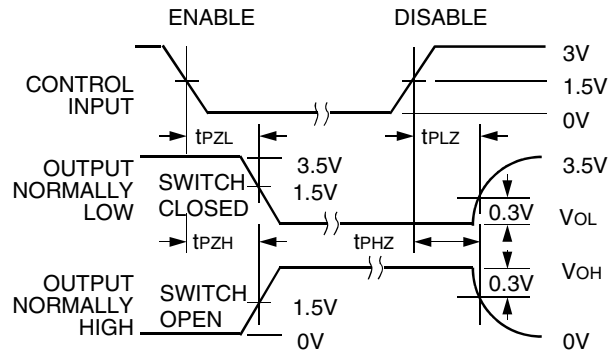 ENABLE DISABLE
3V
CONTROL
INPUT
1.5V
0V
tPZL tPLZ
OUTPUT
NORMALLY
LOW
3.5V
3.5V
SWITCH
CLOSED
1.5V
0.3V
VOL
tPZH tPHZ
OUTPUT
NORMALLY
HIGH
SWITCH
OPEN
VOH
0.3V
1.5V
0V
0V